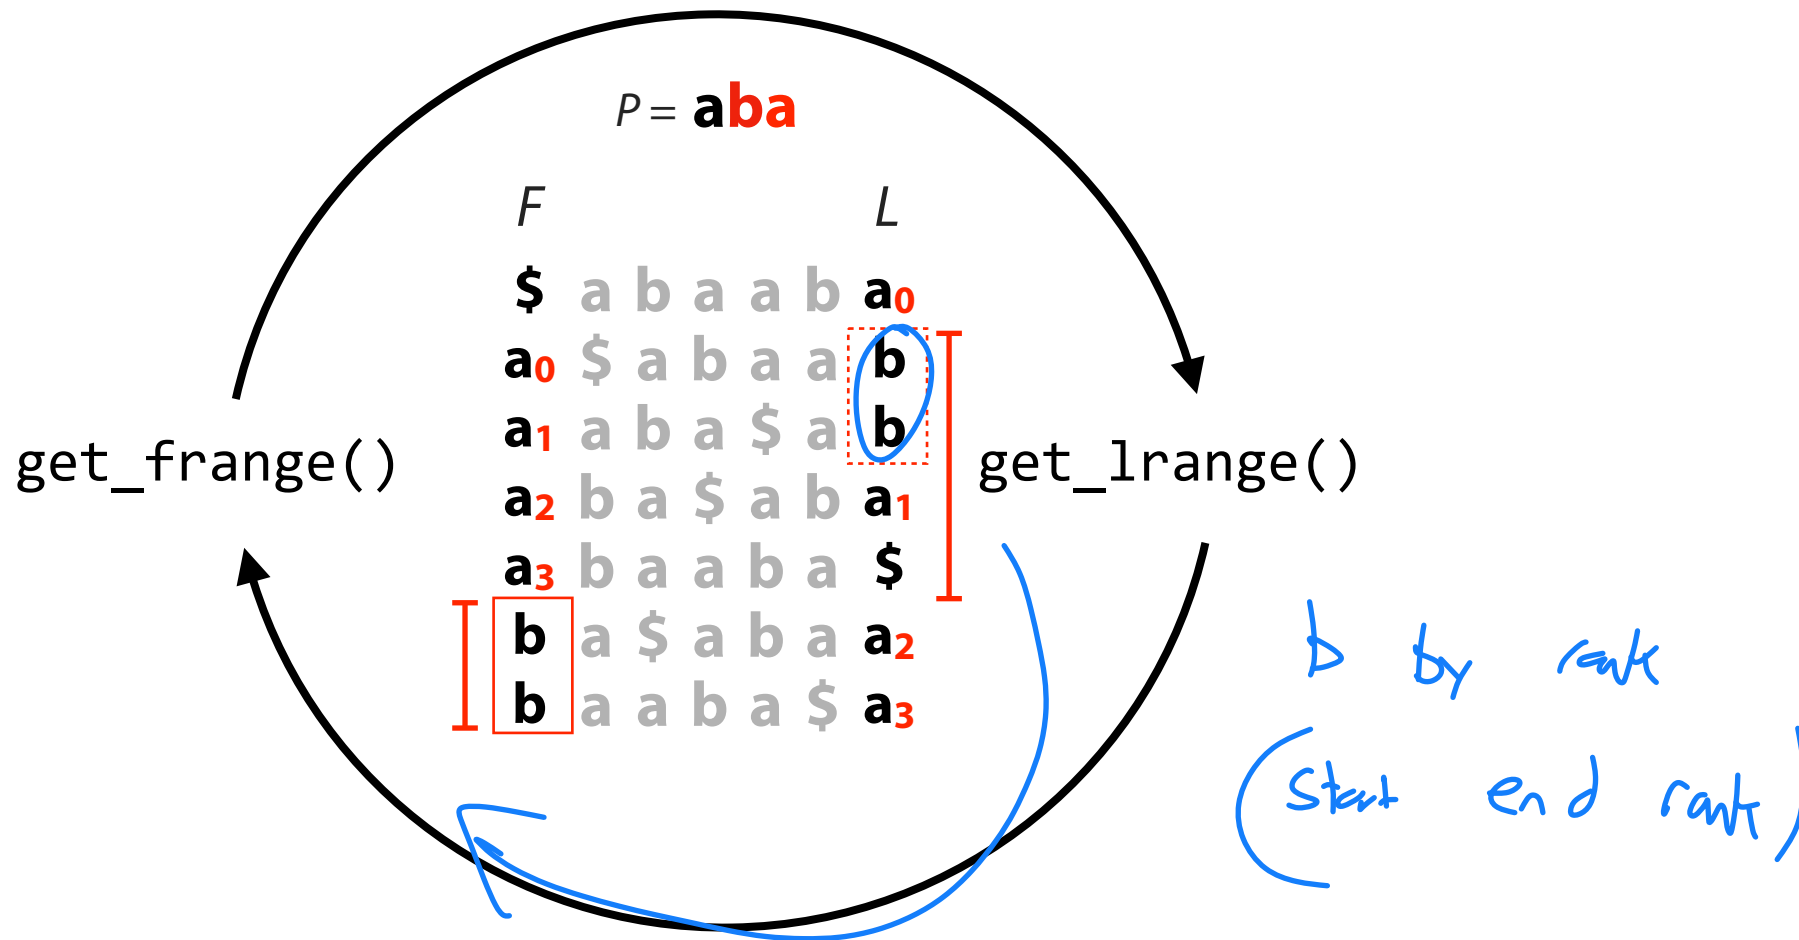 P = aba
F L
$ a b a a b a0
a0 $ a b a a b
a1 a b a $ a b
get_frange() get_lrange()
a2 b a $ a b a1
a3 b a a b a $
b a $ a b a a2
b by rank
b a a b a $ a3
(Start end rank)